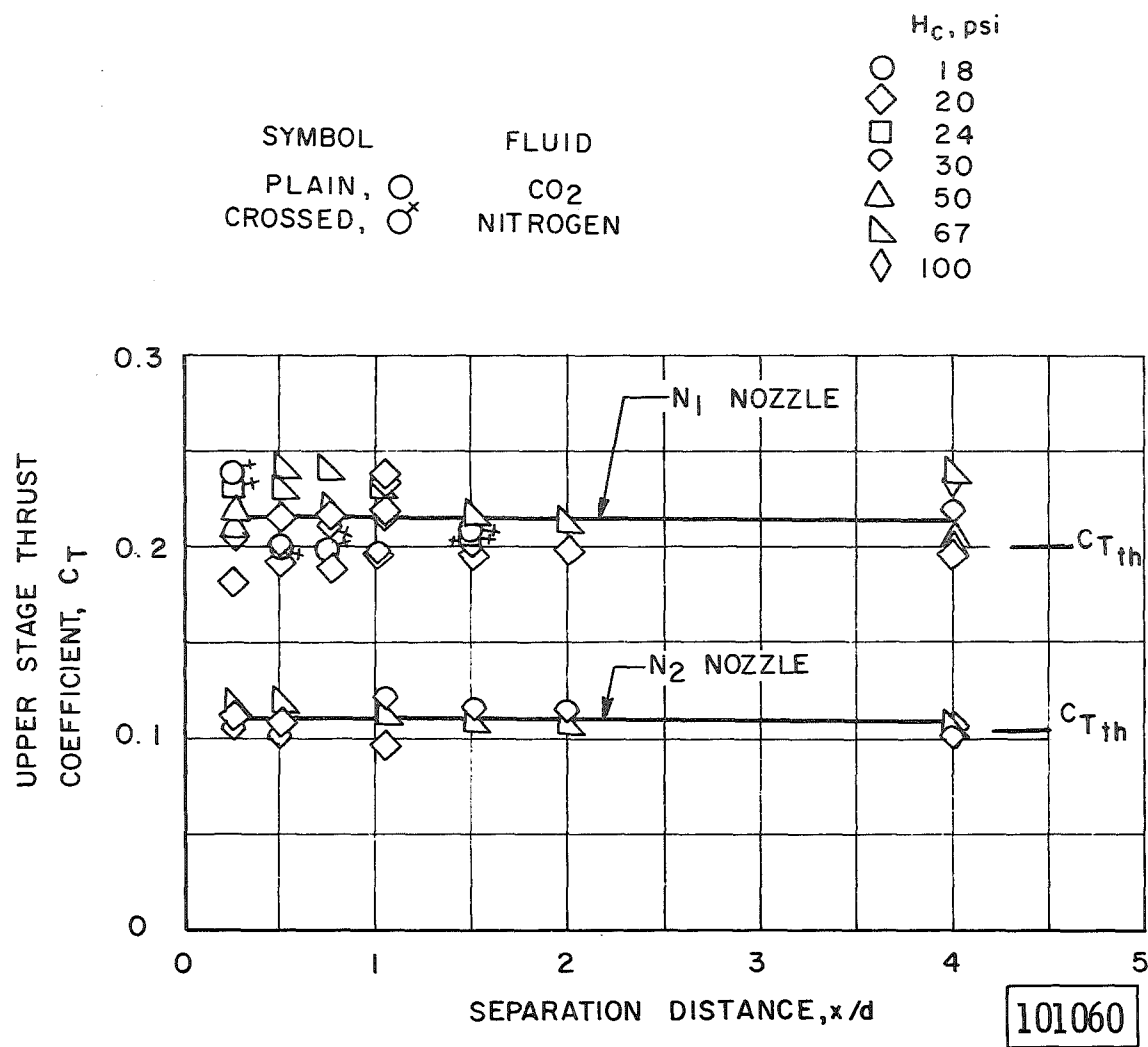 H_C, psi
18
20
24
30
50
67
100
SYMBOL FLUID
PLAIN, CO2
CROSSED, x NITROGEN
UPPER STAGE THRUST
COEFFICIENT, C_T
0.3
0.2
0.1
0
N1 NOZZLE
C_T_th
N2 NOZZLE
C_T_th
0 1 2 3 4 5
SEPARATION DISTANCE, x/d
101060